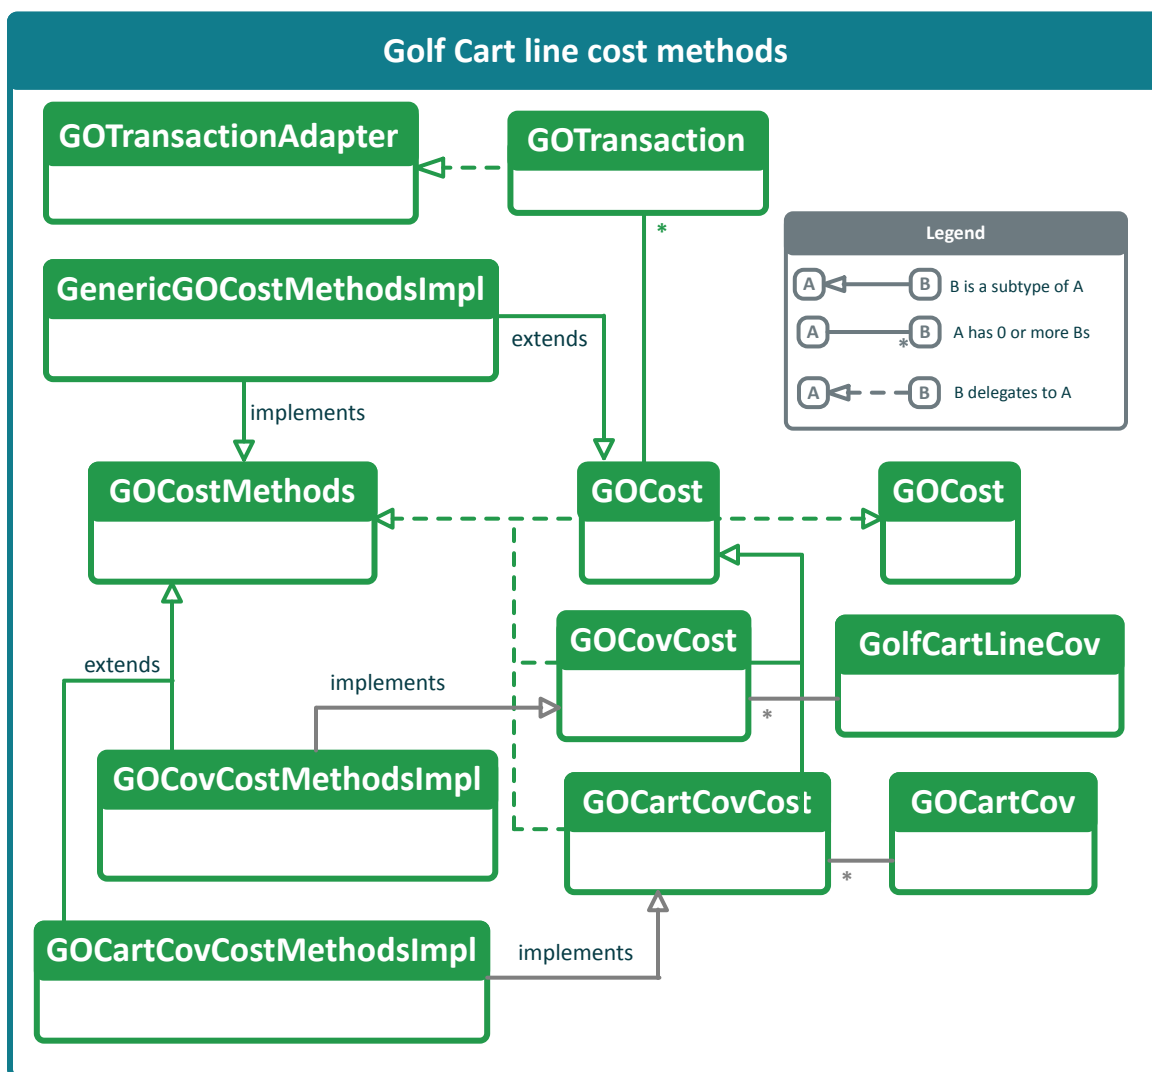 Golf Cart line cost methods
GOTransactionAdapter
GOTransaction
*
Legend
A
B
B is a subtype of A
A
*
B
A has 0 or more Bs
A
B
B delegates to A
GenericGOCostMethodsImpl
extends
implements
GOCostMethods
GOCost
GOCost
GOCovCost
GolfCartLineCov
extends
implements
*
GOCovCostMethodsImpl
GOCartCovCost
GOCartCov
*
GOCartCovCostMethodsImpl
implements